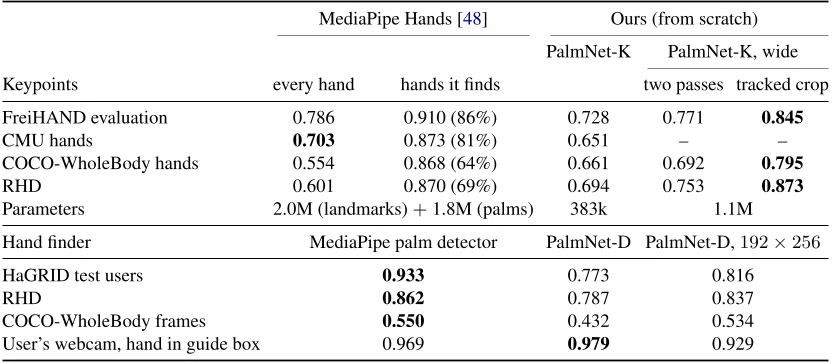 MediaPipe Hands [48] Ours (from scratch)
PalmNet-K PalmNet-K, wide
Keypoints every hand hands it finds two passes tracked crop
FreiHAND evaluation 0.786 0.910 (86%) 0.728 0.771 0.845
CMU hands 0.703 0.873 (81%) 0.651 – –
COCO-WholeBody hands 0.554 0.868 (64%) 0.661 0.692 0.795
RHD 0.601 0.870 (69%) 0.694 0.753 0.873
Parameters 2.0M (landmarks) + 1.8M (palms) 383k 1.1M
Hand finder MediaPipe palm detector PalmNet-D PalmNet-D, 192 × 256
HaGRID test users 0.933 0.773 0.816
RHD 0.862 0.787 0.837
COCO-WholeBody frames 0.550 0.432 0.534
User's webcam, hand in guide box 0.969 0.979 0.929